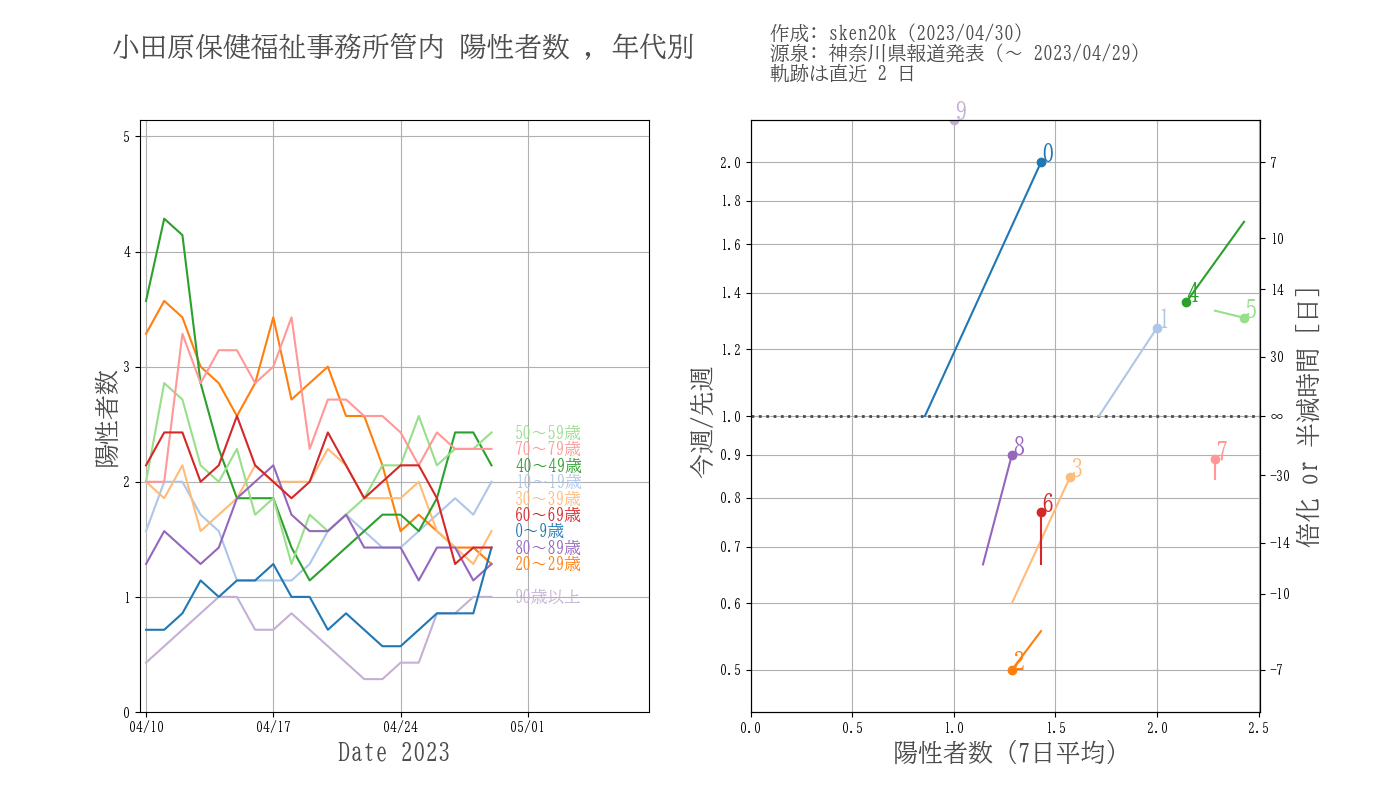 小田原保健福祉事務所管内 陽性者数 , 年代別
作成: sken20k (2023/04/30)
源泉: 神奈川県報道発表 (〜 2023/04/29)
軌跡は直近 2 日
陽性者数
5
4
3
2
1
0
04/10
04/17
04/24
05/01
Date 2023
50〜59歳
70〜79歳
40〜49歳
10〜19歳
30〜39歳
60〜69歳
0〜9歳
80〜89歳
20〜29歳
90歳以上
今週/先週
2.0
1.8
1.6
1.4
1.2
1.0
0.9
0.8
0.7
0.6
0.5
0.0
0.5
1.0
1.5
2.0
2.5
陽性者数 (7日平均)
9
0
4
5
1
8
3
7
6
2
7
10
14
30
∞
−30
−14
−10
−7
倍化 or 半減時間 [日]